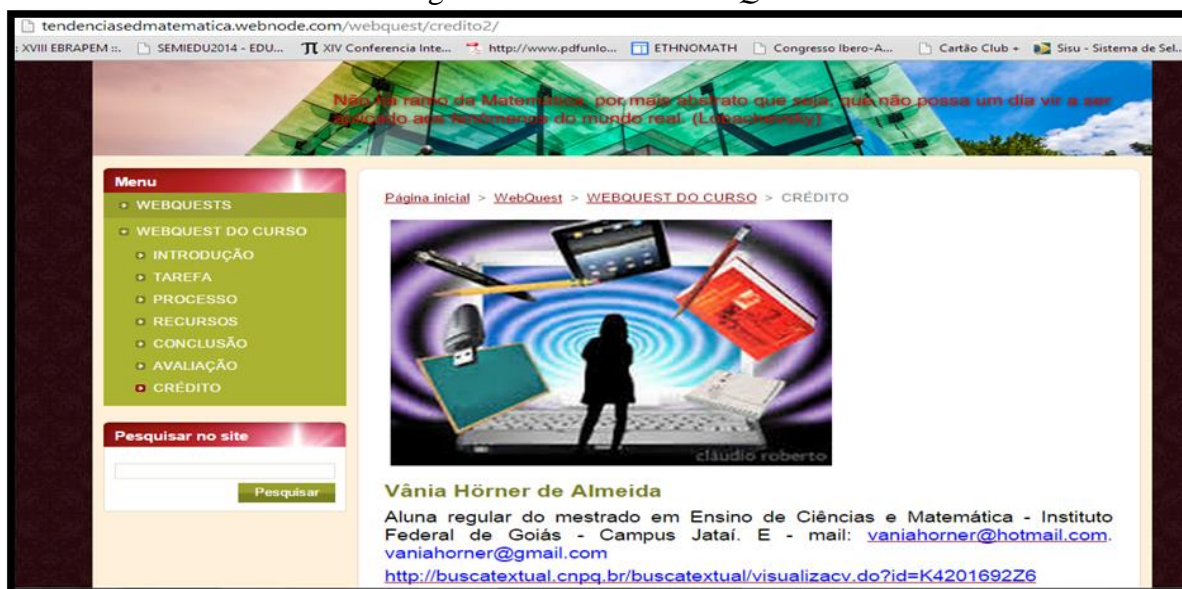 tendenciasedmatematica.webnode.com/webquest/credito2/
XVIII EBRAPEM ::. SEMIEDU2014 - EDU... XIV Conferencia Inte... http://www.pdfunlo... ETHNOMATH Congresso Ibero-A... Cartão Club + Sisu - Sistema de Sel...
Não há ramo da Matemática, por mais abstrato que seja, que não possa um dia vir a ser
aplicado aos fenômenos do mundo real. (Lobachevsky)
Menu
WEBQUESTS
WEBQUEST DO CURSO
INTRODUÇÃO
TAREFA
PROCESSO
RECURSOS
CONCLUSÃO
AVALIAÇÃO
CRÉDITO
Pesquisar no site
Pesquisar
Página inicial > WebQuest > WEBQUEST DO CURSO > CRÉDITO
cláudio roberto
Vânia Hörner de Almeida
Aluna regular do mestrado em Ensino de Ciências e Matemática - Instituto
Federal de Goiás - Campus Jataí. E - mail: vaniahorner@hotmail.com.
vaniahorner@gmail.com
http://buscatextual.cnpq.br/buscatextual/visualizacv.do?id=K4201692Z6